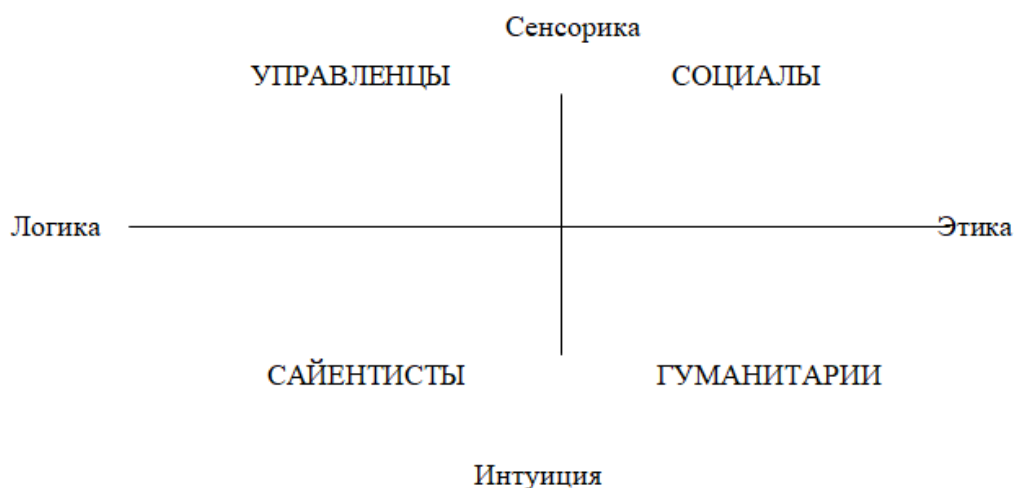 Сенсорика
УПРАВЛЕНЦЫ СОЦИАЛЫ
Логика Этика
САЙЕНТИСТЫ ГУМАНИТАРИИ
Интуиция